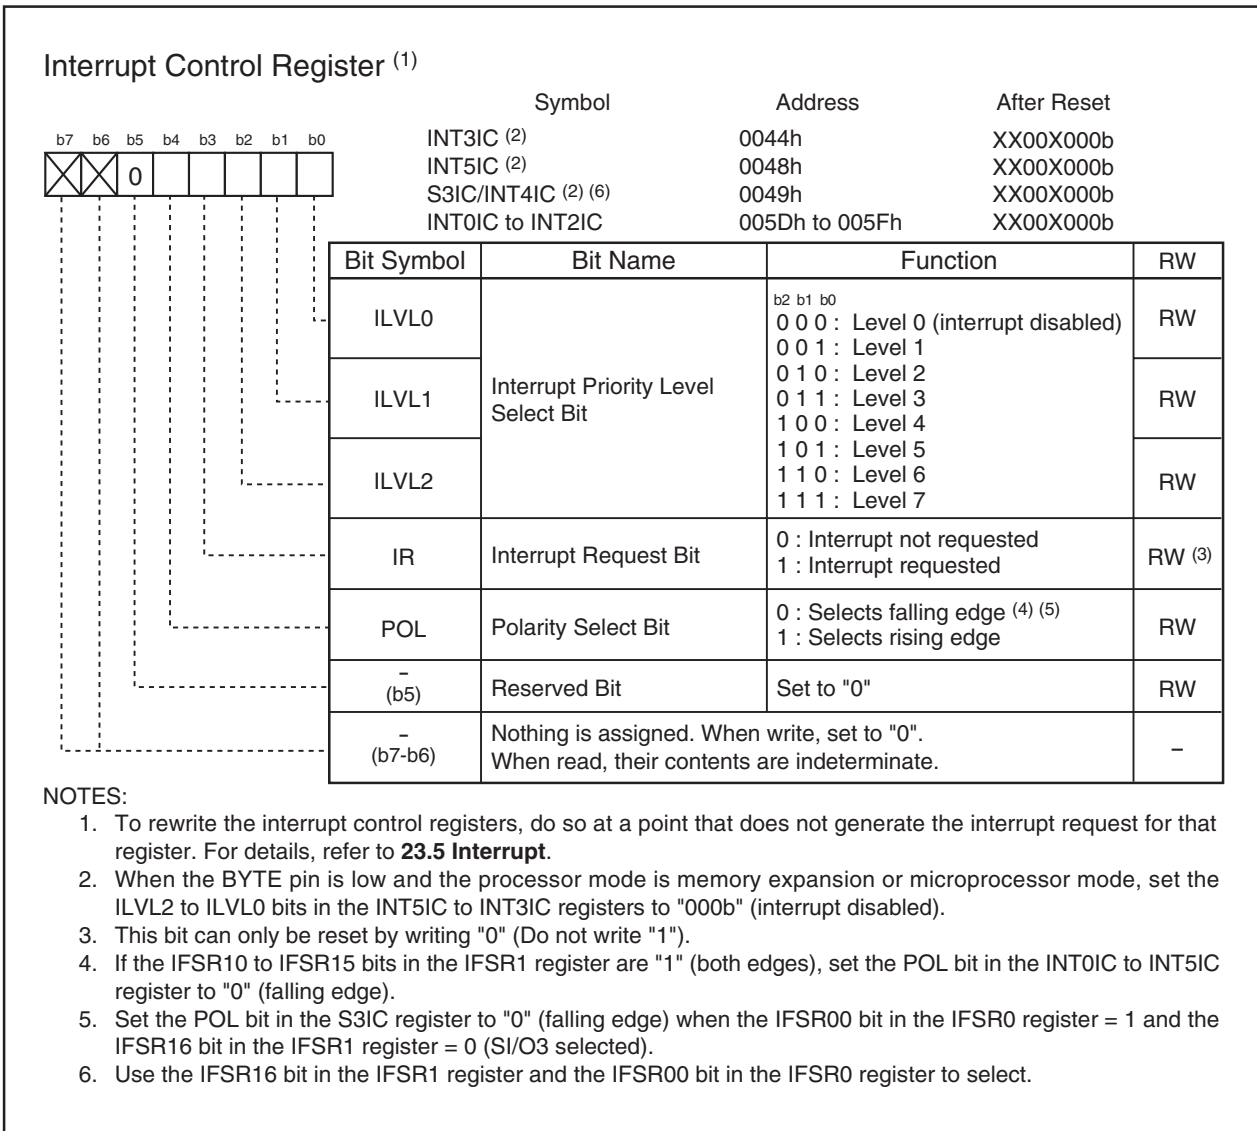 Interrupt Control Register (1)
Symbol Address After Reset
INT3IC (2) 0044h XX00X000b
INT5IC (2) 0048h XX00X000b
S3IC/INT4IC (2) (6) 0049h XX00X000b
INT0IC to INT2IC 005Dh to 005Fh XX00X000b
b7 b6 b5 b4 b3 b2 b1 b0
0
Bit Symbol Bit Name Function RW
ILVL0 RW
ILVL1 RW
ILVL2 RW
Interrupt Priority Level
Select Bit
b2 b1 b0
0 0 0 : Level 0 (interrupt disabled)
0 0 1 : Level 1
0 1 0 : Level 2
0 1 1 : Level 3
1 0 0 : Level 4
1 0 1 : Level 5
1 1 0 : Level 6
1 1 1 : Level 7
IR Interrupt Request Bit
0 : Interrupt not requested
1 : Interrupt requested
RW (3)
POL Polarity Select Bit
0 : Selects falling edge (4) (5)
1 : Selects rising edge
RW
–
(b5)
Reserved Bit Set to "0" RW
–
(b7-b6)
Nothing is assigned. When write, set to "0".
When read, their contents are indeterminate.
–
NOTES:
1. To rewrite the interrupt control registers, do so at a point that does not generate the interrupt request for that
register. For details, refer to 23.5 Interrupt.
2. When the BYTE pin is low and the processor mode is memory expansion or microprocessor mode, set the
ILVL2 to ILVL0 bits in the INT5IC to INT3IC registers to "000b" (interrupt disabled).
3. This bit can only be reset by writing "0" (Do not write "1").
4. If the IFSR10 to IFSR15 bits in the IFSR1 register are "1" (both edges), set the POL bit in the INT0IC to INT5IC
register to "0" (falling edge).
5. Set the POL bit in the S3IC register to "0" (falling edge) when the IFSR00 bit in the IFSR0 register = 1 and the
IFSR16 bit in the IFSR1 register = 0 (SI/O3 selected).
6. Use the IFSR16 bit in the IFSR1 register and the IFSR00 bit in the IFSR0 register to select.